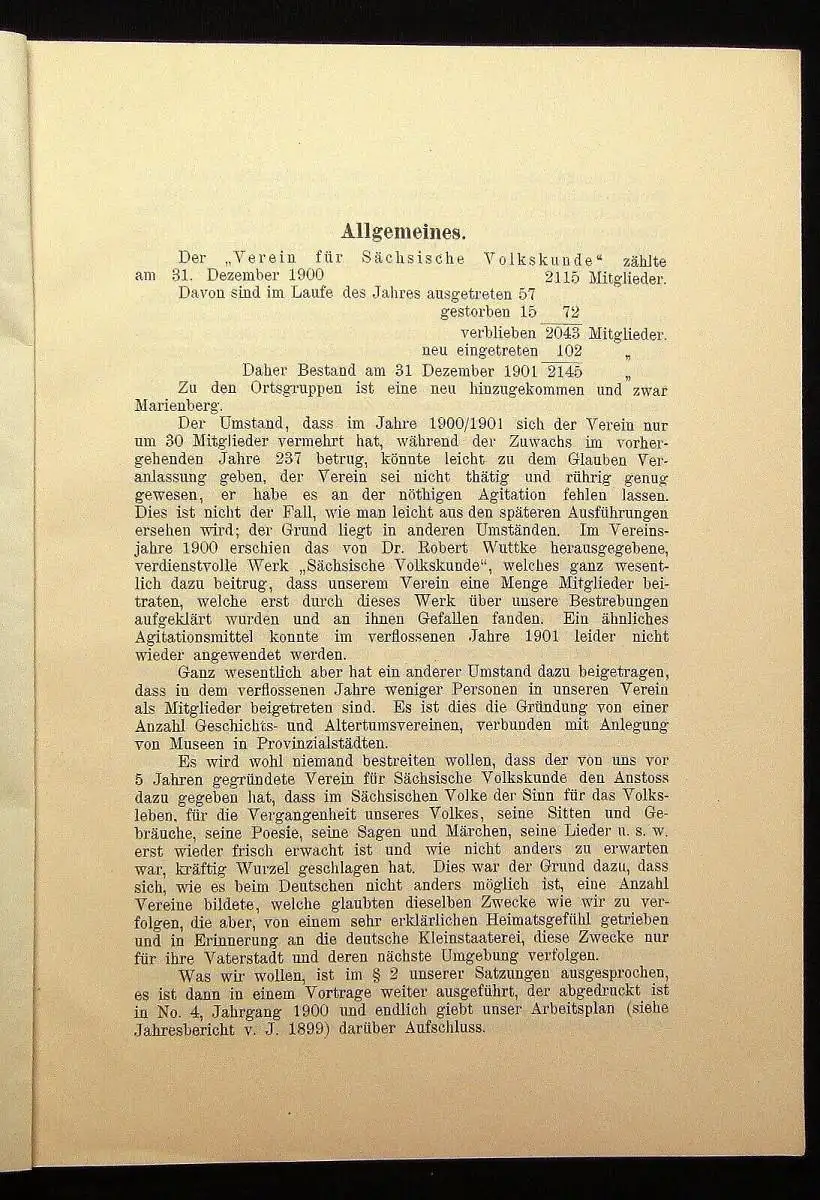 Allgemeines.
Der „Verein für Sächsische Volkskunde“ zählte
am 31. Dezember 1900 2115 Mitglieder.
Davon sind im Laufe des Jahres ausgetreten 57
gestorben 15 72
verblieben 2043 Mitglieder.
neu eingetreten 102 „
Daher Bestand am 31 Dezember 1901 2145 „
Zu den Ortsgruppen ist eine neu hinzugekommen und zwar
Marienberg.
Der Umstand, dass im Jahre 1900/1901 sich der Verein nur
um 30 Mitglieder vermehrt hat, während der Zuwachs im vorher-
gehenden Jahre 237 betrug, könnte leicht zu dem Glauben Ver-
anlassung geben, der Verein sei nicht thätig und rührig genug
gewesen, er habe es an der nöthigen Agitation fehlen lassen.
Dies ist nicht der Fall, wie man leicht aus den späteren Ausführungen
ersehen wird; der Grund liegt in anderen Umständen. Im Vereins-
jahre 1900 erschien das von Dr. Robert Wuttke herausgegebene,
verdienstvolle Werk „Sächsische Volkskunde“, welches ganz wesent-
lich dazu beitrug, dass unserem Verein eine Menge Mitglieder bei-
traten, welche erst durch dieses Werk über unsere Bestrebungen
aufgeklärt wurden und an ihnen Gefallen fanden. Ein ähnliches
Agitationsmittel konnte im verflossenen Jahre 1901 leider nicht
wieder angewendet werden.
Ganz wesentlich aber hat ein anderer Umstand dazu beigetragen,
dass in dem verflossenen Jahre weniger Personen in unseren Verein
als Mitglieder beigetreten sind. Es ist dies die Gründung von einer
Anzahl Geschichts- und Altertumsvereinen, verbunden mit Anlegung
von Museen in Provinzialstädten.
Es wird wohl niemand bestreiten wollen, dass der von uns vor
5 Jahren gegründete Verein für Sächsische Volkskunde den Anstoss
dazu gegeben hat, dass im Sächsischen Volke der Sinn für das Volks-
leben, für die Vergangenheit unseres Volkes, seine Sitten und Ge-
bräuche, seine Poesie, seine Sagen und Märchen, seine Lieder u. s. w.
erst wieder frisch erwacht ist und wie nicht anders zu erwarten
war, kräftig Wurzel geschlagen hat. Dies war der Grund dazu, dass
sich, wie es beim Deutschen nicht anders möglich ist, eine Anzahl
Vereine bildete, welche glaubten dieselben Zwecke wie wir zu ver-
folgen, die aber, von einem sehr erklärlichen Heimatsgefühl getrieben
und in Erinnerung an die deutsche Kleinstaaterei, diese Zwecke nur
für ihre Vaterstadt und deren nächste Umgebung verfolgen.
Was wir wollen, ist im § 2 unserer Satzungen ausgesprochen,
es ist dann in einem Vortrage weiter ausgeführt, der abgedruckt ist
in No. 4, Jahrgang 1900 und endlich giebt unser Arbeitsplan (siehe
Jahresbericht v. J. 1899) darüber Aufschluss.